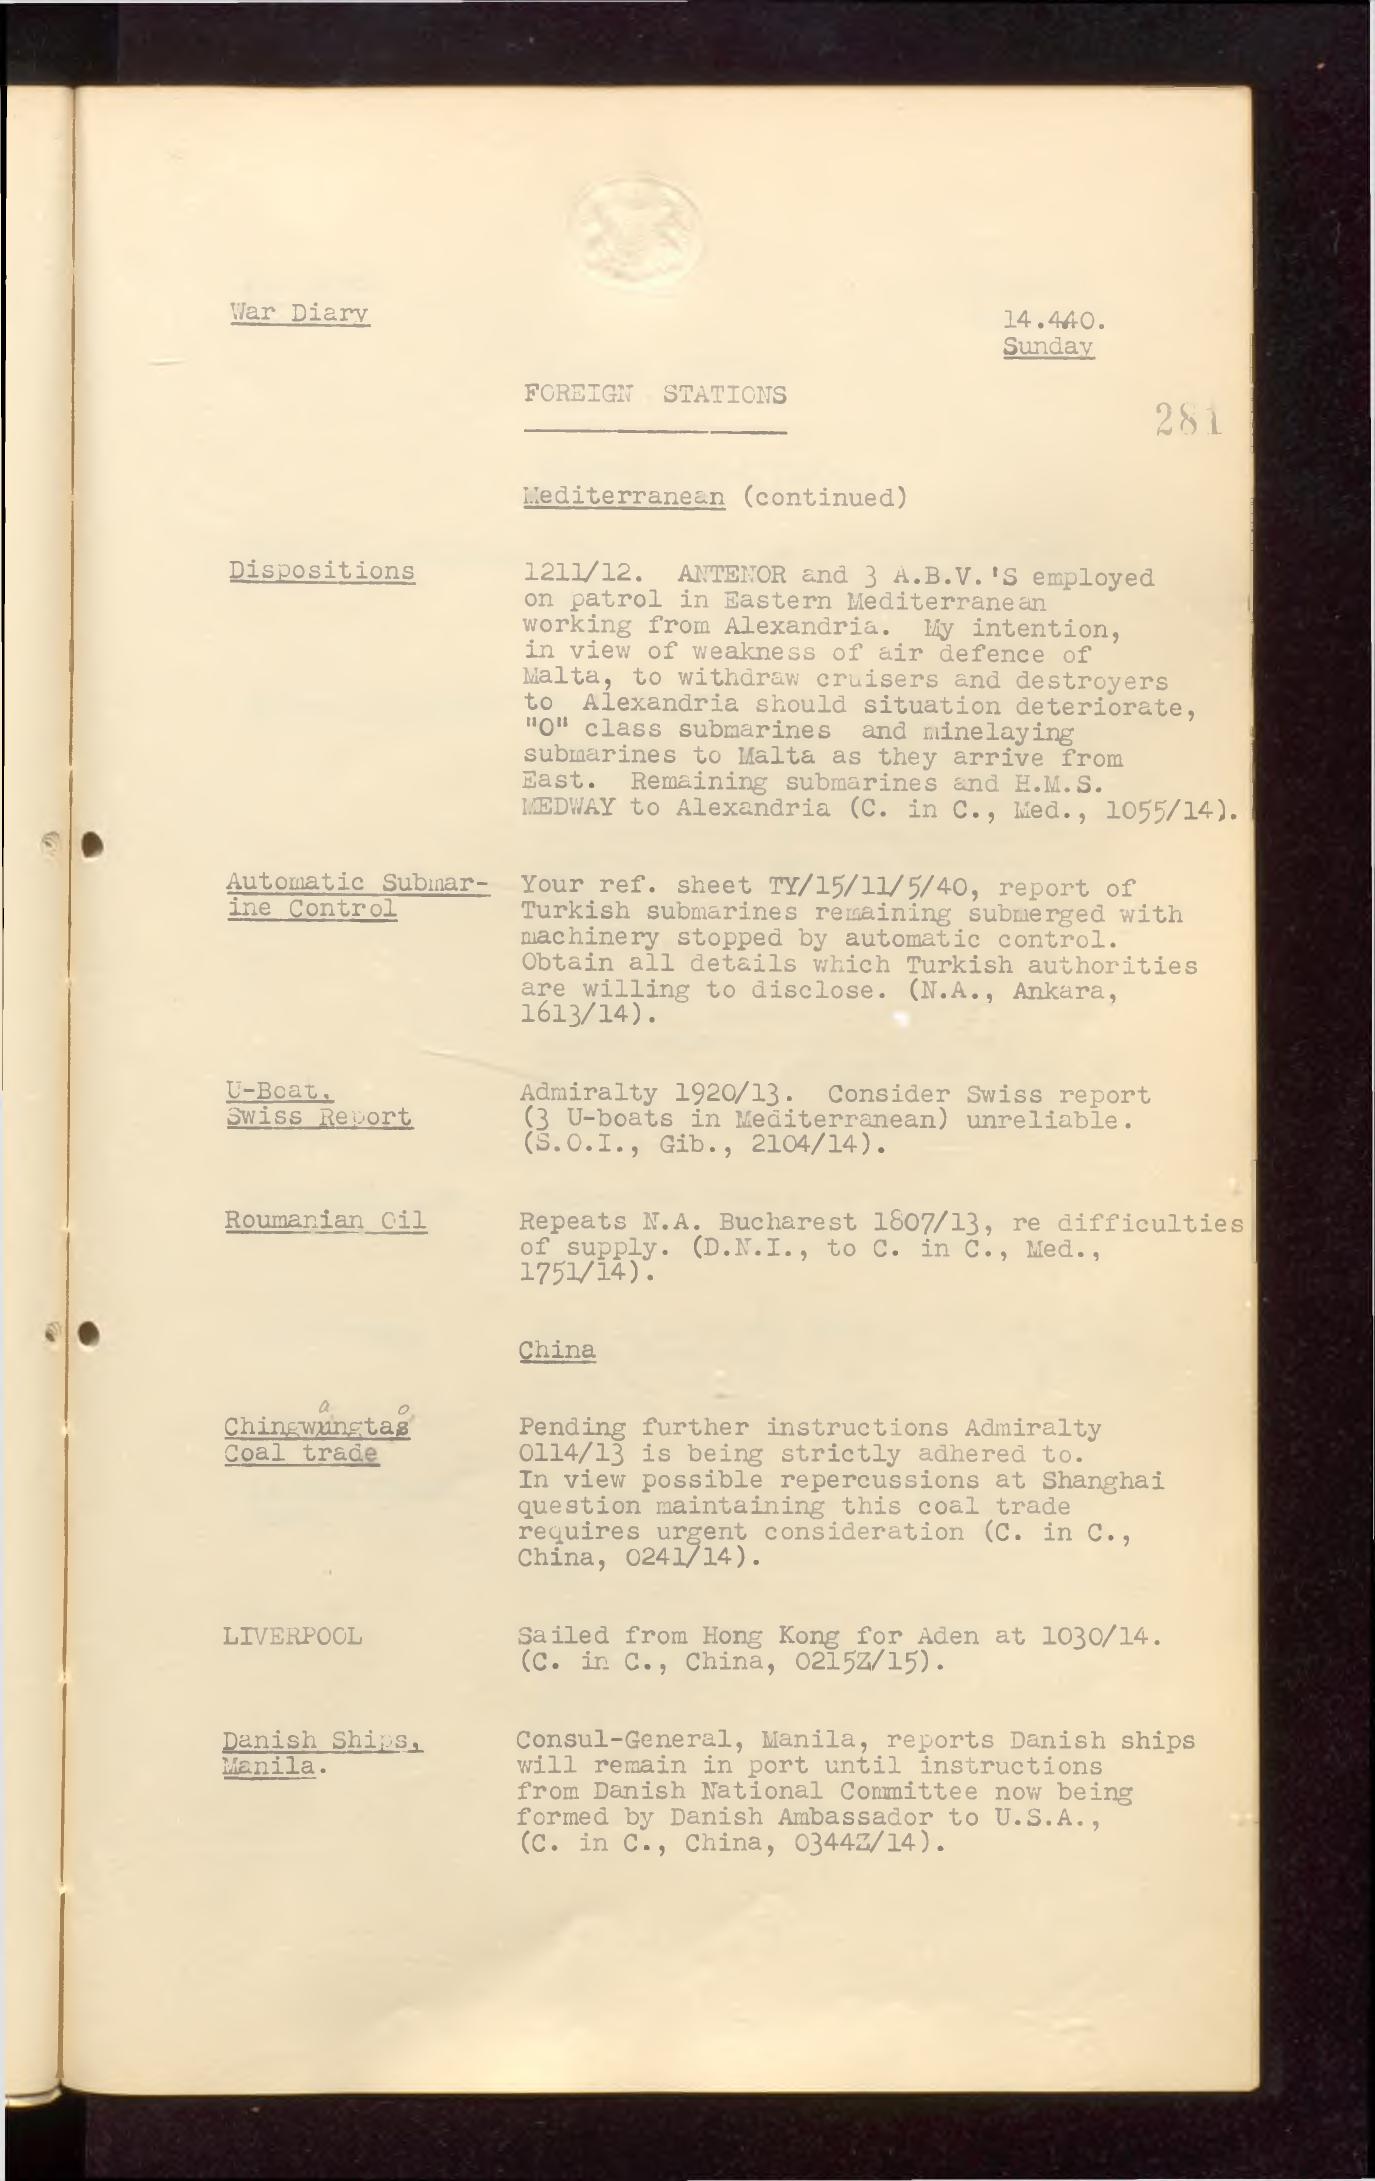 War Diary
14.4.40.
Sunday
FOREIGN STATIONS
281
Mediterranean (continued)
Dispositions
1211/12. ANTENOR and 3 A.B.V.'S employed
on patrol in Eastern Mediterranean
working from Alexandria. My intention,
in view of weakness of air defence of
Malta, to withdraw cruisers and destroyers
to Alexandria should situation deteriorate,
"O" class submarines and minelaying
submarines to Malta as they arrive from
East. Remaining submarines and H.M.S.
MEDWAY to Alexandria (C. in C., Med., 1055/14).
Automatic Submar-
ine Control
Your ref. sheet TY/15/11/5/40, report of
Turkish submarines remaining submerged with
machinery stopped by automatic control.
Obtain all details which Turkish authorities
are willing to disclose. (N.A., Ankara,
1613/14).
U-Boat,
Swiss Report
Admiralty 1920/13. Consider Swiss report
(3 U-boats in Mediterranean) unreliable.
(S.O.I., Gib., 2104/14).
Roumanian Oil
Repeats N.A. Bucharest 1807/13, re difficulties
of supply. (D.N.I., to C. in C., Med.,
1751/14).
China
Chingwangtao
Coal trade
Pending further instructions Admiralty
0114/13 is being strictly adhered to.
In view possible repercussions at Shanghai
question maintaining this coal trade
requires urgent consideration (C. in C.,
China, 0241/14).
LIVERPOOL
Sailed from Hong Kong for Aden at 1030/14.
(C. in C., China, 0215Z/15).
Danish Ships,
Manila.
Consul-General, Manila, reports Danish ships
will remain in port until instructions
from Danish National Committee now being
formed by Danish Ambassador to U.S.A.,
(C. in C., China, 0344Z/14).